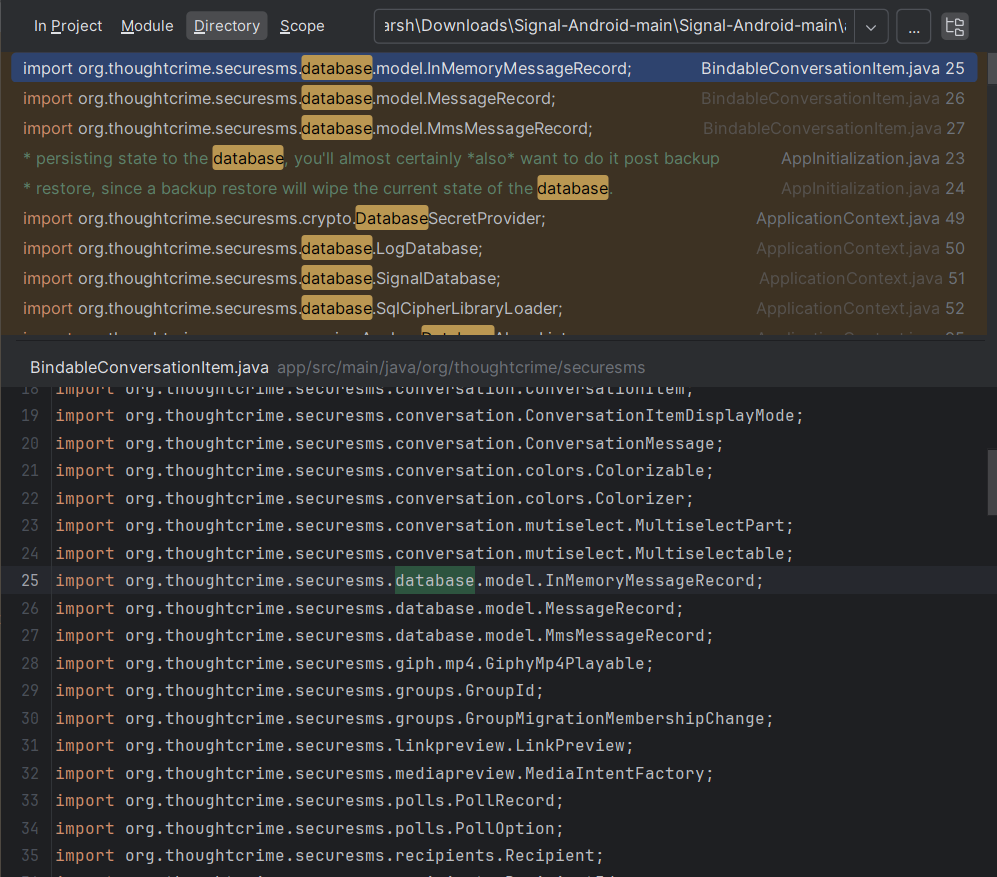 In Project Module Directory Scope arsh\Downloads\Signal-Android-main\Signal-Android-main\ ...
import org.thoughtcrime.securesms.database.model.InMemoryMessageRecord; BindableConversationItem.java 25
import org.thoughtcrime.securesms.database.model.MessageRecord; BindableConversationItem.java 26
import org.thoughtcrime.securesms.database.model.MmsMessageRecord; BindableConversationItem.java 27
* persisting state to the database, you'll almost certainly *also* want to do it post backup AppInitialization.java 23
* restore, since a backup restore will wipe the current state of the database. AppInitialization.java 24
import org.thoughtcrime.securesms.crypto.DatabaseSecretProvider; ApplicationContext.java 49
import org.thoughtcrime.securesms.database.LogDatabase; ApplicationContext.java 50
import org.thoughtcrime.securesms.database.SignalDatabase; ApplicationContext.java 51
import org.thoughtcrime.securesms.database.SqlCipherLibraryLoader; ApplicationContext.java 52
BindableConversationItem.java app/src/main/java/org/thoughtcrime/securesms
18 import org.thoughtcrime.securesms.conversation.ConversationItem;
19 import org.thoughtcrime.securesms.conversation.ConversationItemDisplayMode;
20 import org.thoughtcrime.securesms.conversation.ConversationMessage;
21 import org.thoughtcrime.securesms.conversation.colors.Colorizable;
22 import org.thoughtcrime.securesms.conversation.colors.Colorizer;
23 import org.thoughtcrime.securesms.conversation.mutiselect.MultiselectPart;
24 import org.thoughtcrime.securesms.conversation.mutiselect.Multiselectable;
25 import org.thoughtcrime.securesms.database.model.InMemoryMessageRecord;
26 import org.thoughtcrime.securesms.database.model.MessageRecord;
27 import org.thoughtcrime.securesms.database.model.MmsMessageRecord;
28 import org.thoughtcrime.securesms.giph.mp4.GiphyMp4Playable;
29 import org.thoughtcrime.securesms.groups.GroupId;
30 import org.thoughtcrime.securesms.groups.GroupMigrationMembershipChange;
31 import org.thoughtcrime.securesms.linkpreview.LinkPreview;
32 import org.thoughtcrime.securesms.mediapreview.MediaIntentFactory;
33 import org.thoughtcrime.securesms.polls.PollRecord;
34 import org.thoughtcrime.securesms.polls.PollOption;
35 import org.thoughtcrime.securesms.recipients.Recipient;